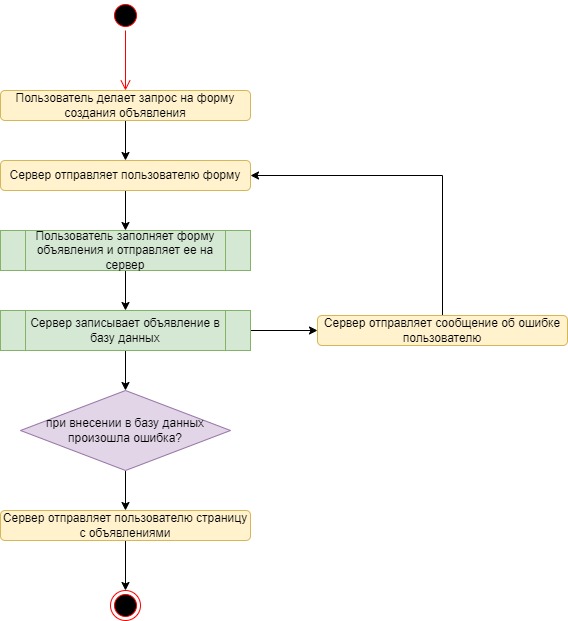 Пользователь делает запрос на форму
создания объявления
Сервер отправляет пользователю форму
Пользователь заполняет форму
объявления и отправляет ее на
сервер
Сервер записывает объявление в
базу данных
Сервер отправляет сообщение об ошибке
пользователю
при внесении в базу данных
произошла ошибка?
Сервер отправляет пользователю страницу
с объявлениями